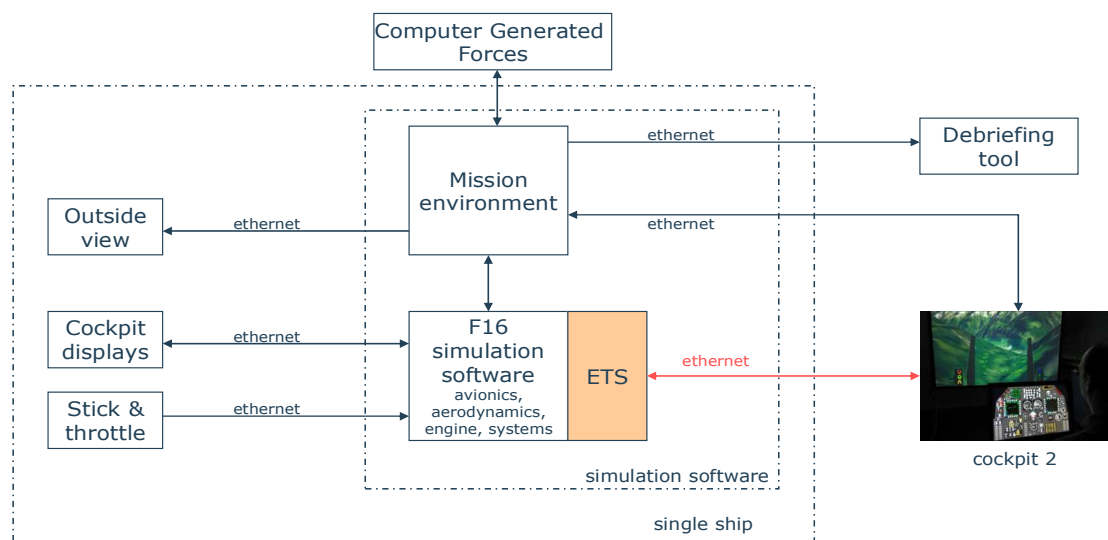 Computer Generated
Forces
ethernet
Debriefing
tool
Mission
environment
Outside
view
ethernet
ethernet
Cockpit
displays
ethernet
F16
simulation
software
avionics,
aerodynamics,
engine, systems
ETS
ethernet
Stick &
throttle
ethernet
cockpit 2
simulation software
single ship